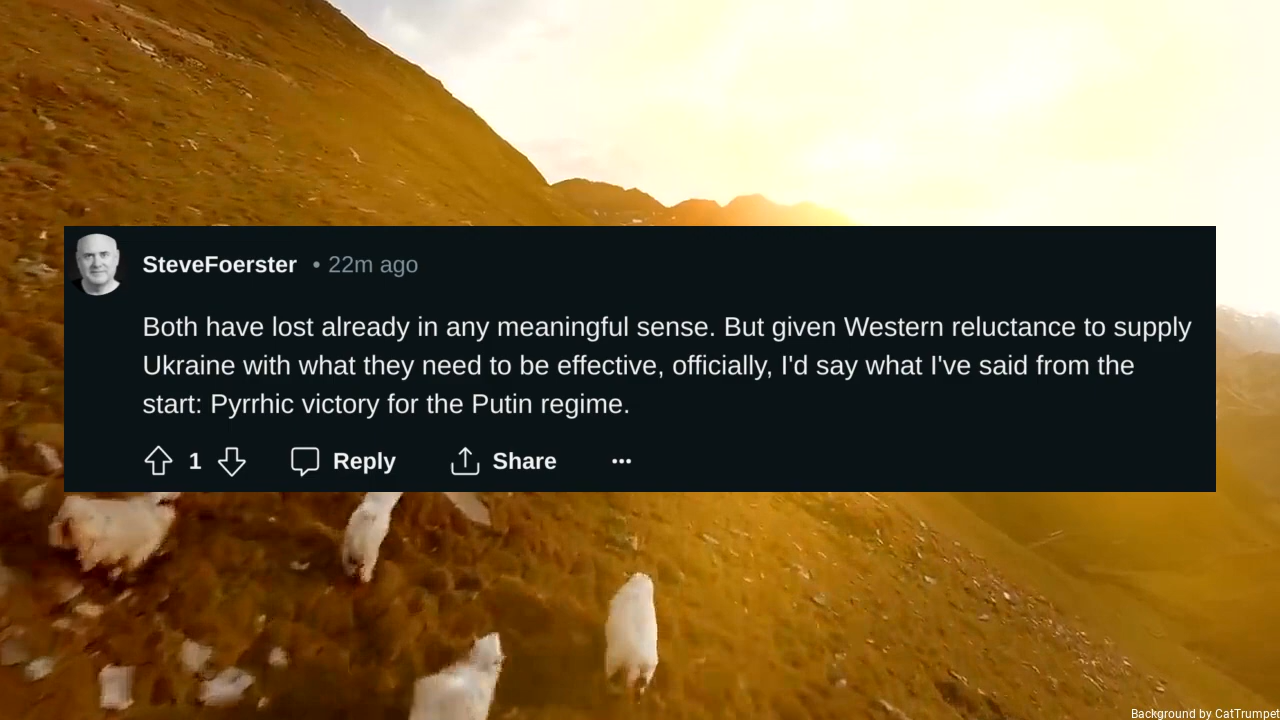 SteveFoerster • 22m ago
Both have lost already in any meaningful sense. But given Western reluctance to supply
Ukraine with what they need to be effective, officially, I'd say what I've said from the
start: Pyrrhic victory for the Putin regime.
1 Reply Share ···
Background by CatTrumpet